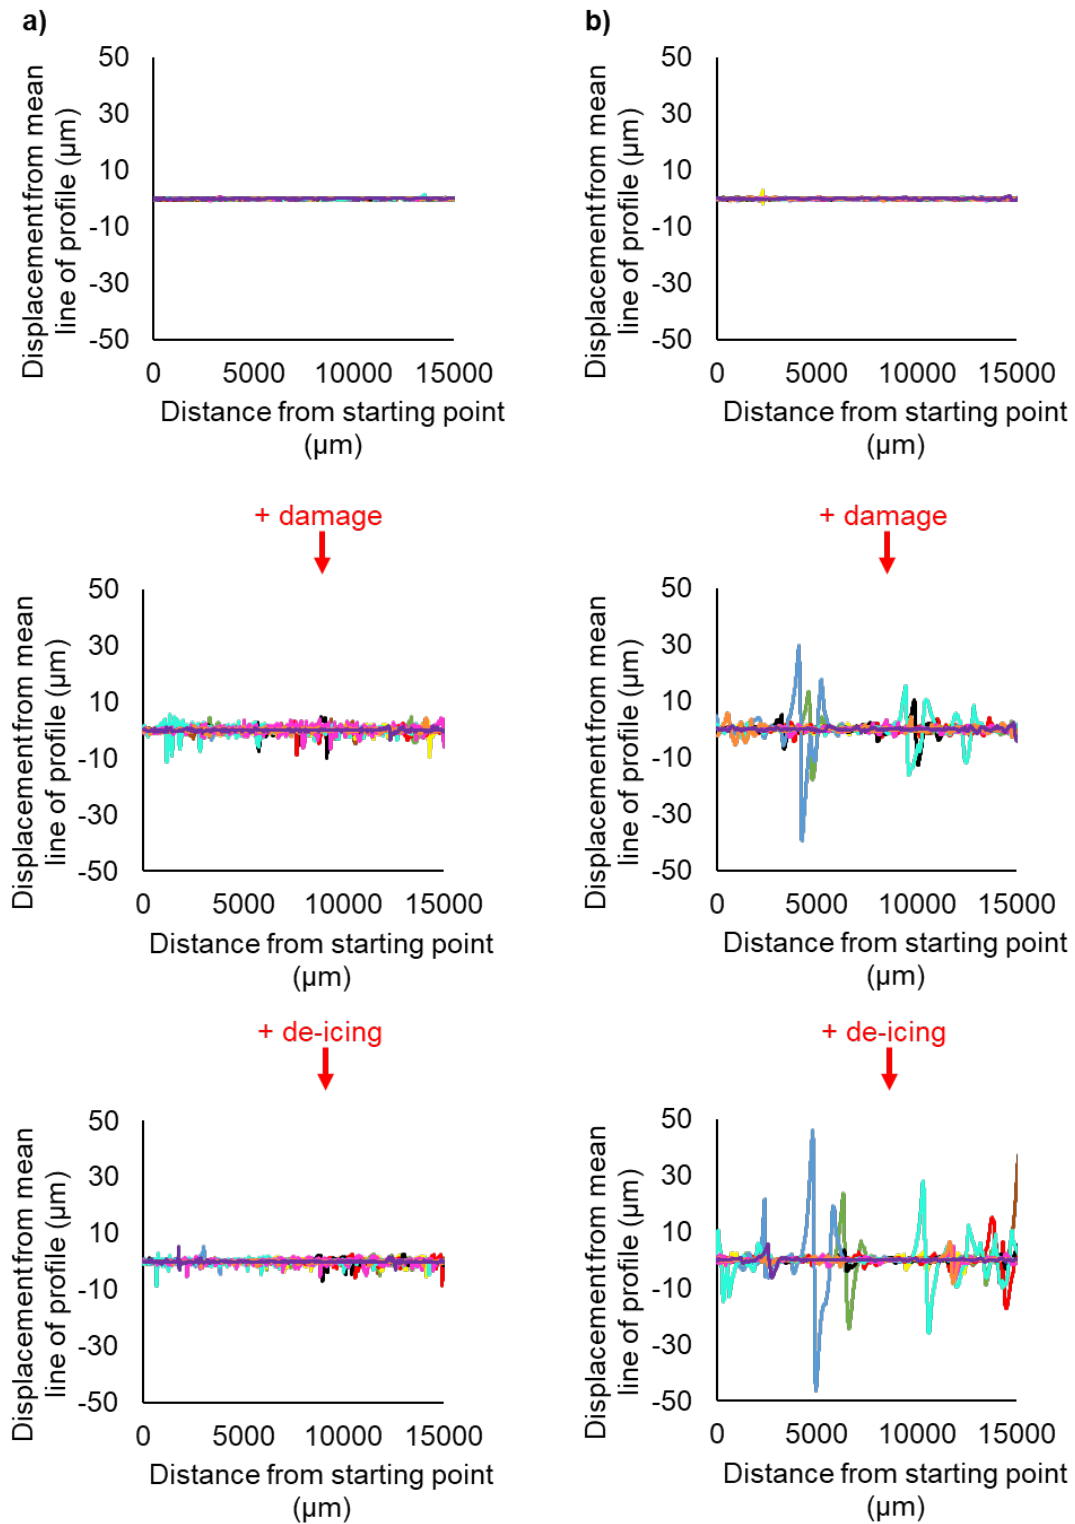 a)
50
30
10
-10
-30
-50
0 5000 10000 15000
Displacement from mean
line of profile (µm)
Distance from starting point
(µm)
b)
50
30
10
-10
-30
-50
0 5000 10000 15000
Displacement from mean
line of profile (µm)
Distance from starting point
(µm)
+ damage
50
30
10
-10
-30
-50
0 5000 10000 15000
Displacement from mean
line of profile (µm)
Distance from starting point
(µm)
+ damage
50
30
10
-10
-30
-50
0 5000 10000 15000
Displacement from mean
line of profile (µm)
Distance from starting point
(µm)
+ de-icing
50
30
10
-10
-30
-50
0 5000 10000 15000
Displacement from mean
line of profile (µm)
Distance from starting point
(µm)
+ de-icing
50
30
10
-10
-30
-50
0 5000 10000 15000
Displacement from mean
line of profile (µm)
Distance from starting point
(µm)